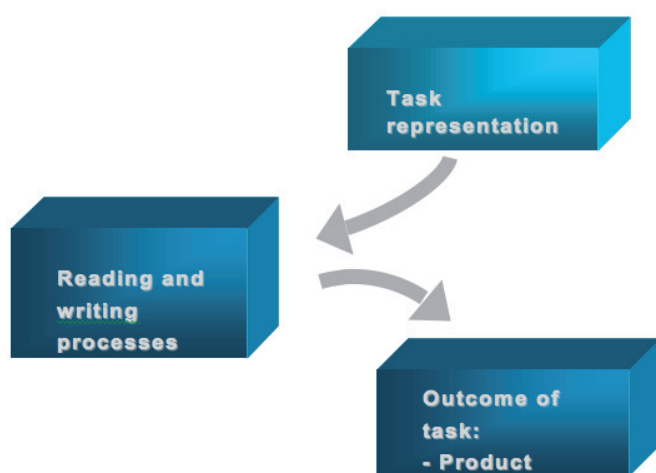 Task
representation
Reading and
writing
processes
Outcome of
task:
- Product